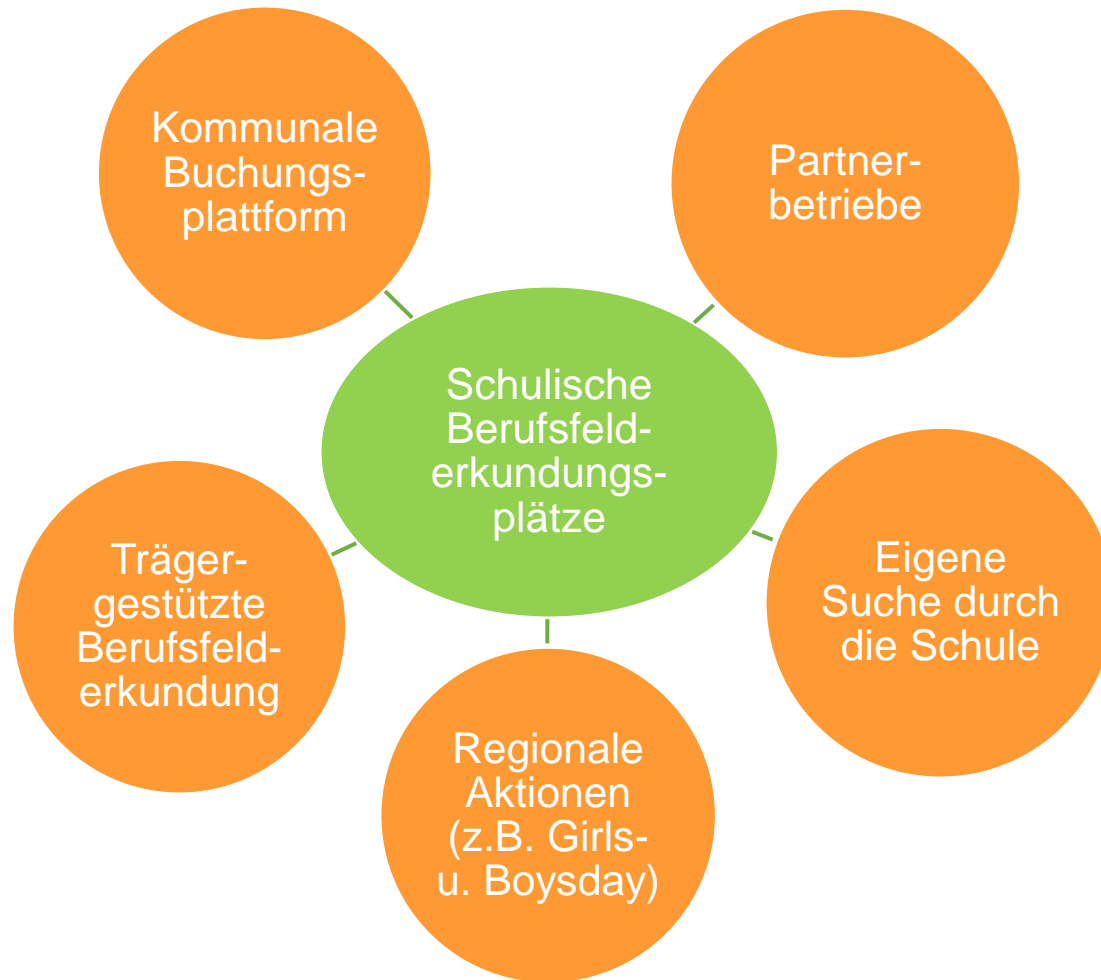 Kommunale
Buchungs-
plattform
Partner-
betriebe
Schulische
Berufsfeld-
erkundungs-
plätze
Träger-
gestützte
Berufsfeld-
erkundung
Eigene
Suche durch
die Schule
Regionale
Aktionen
(z.B. Girls-
u. Boysday)